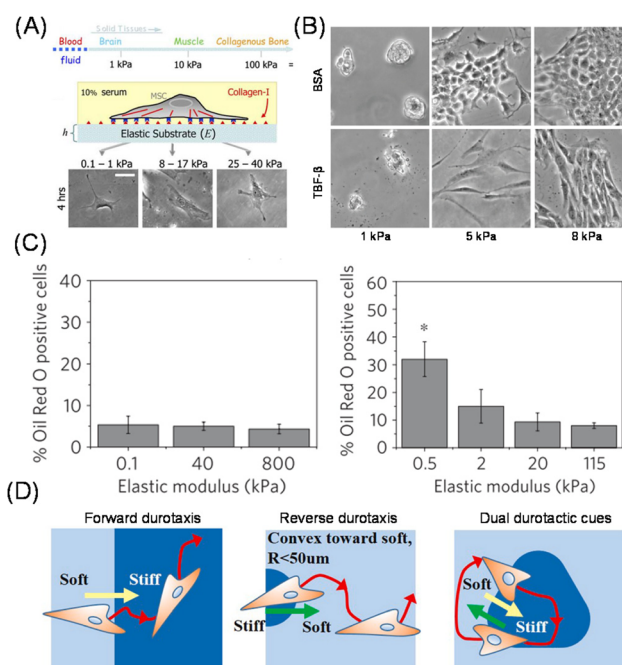 (A)
Solid Tissues
Blood Brain Muscle Collagenous Bone
fluid 1 kPa 10 kPa 100 kPa =
10% serum
MSC
Collagen-I
h
Elastic Substrate (E)
0.1 – 1 kPa 8 – 17 kPa 25 – 40 kPa
4 hrs
(B)
BSA
TBF-β
1 kPa 5 kPa 8 kPa
(C)
% Oil Red O positive cells
40
30
20
10
0
0.1 40 800
Elastic modulus (kPa)
% Oil Red O positive cells
60
50
40
30
20
10
0
*
0.5 2 20 115
Elastic modulus (kPa)
(D)
Forward durotaxis
Soft Stiff
Reverse durotaxis
Convex toward soft,
R<50um
Stiff Soft
Dual durotactic cues
Soft
Stiff